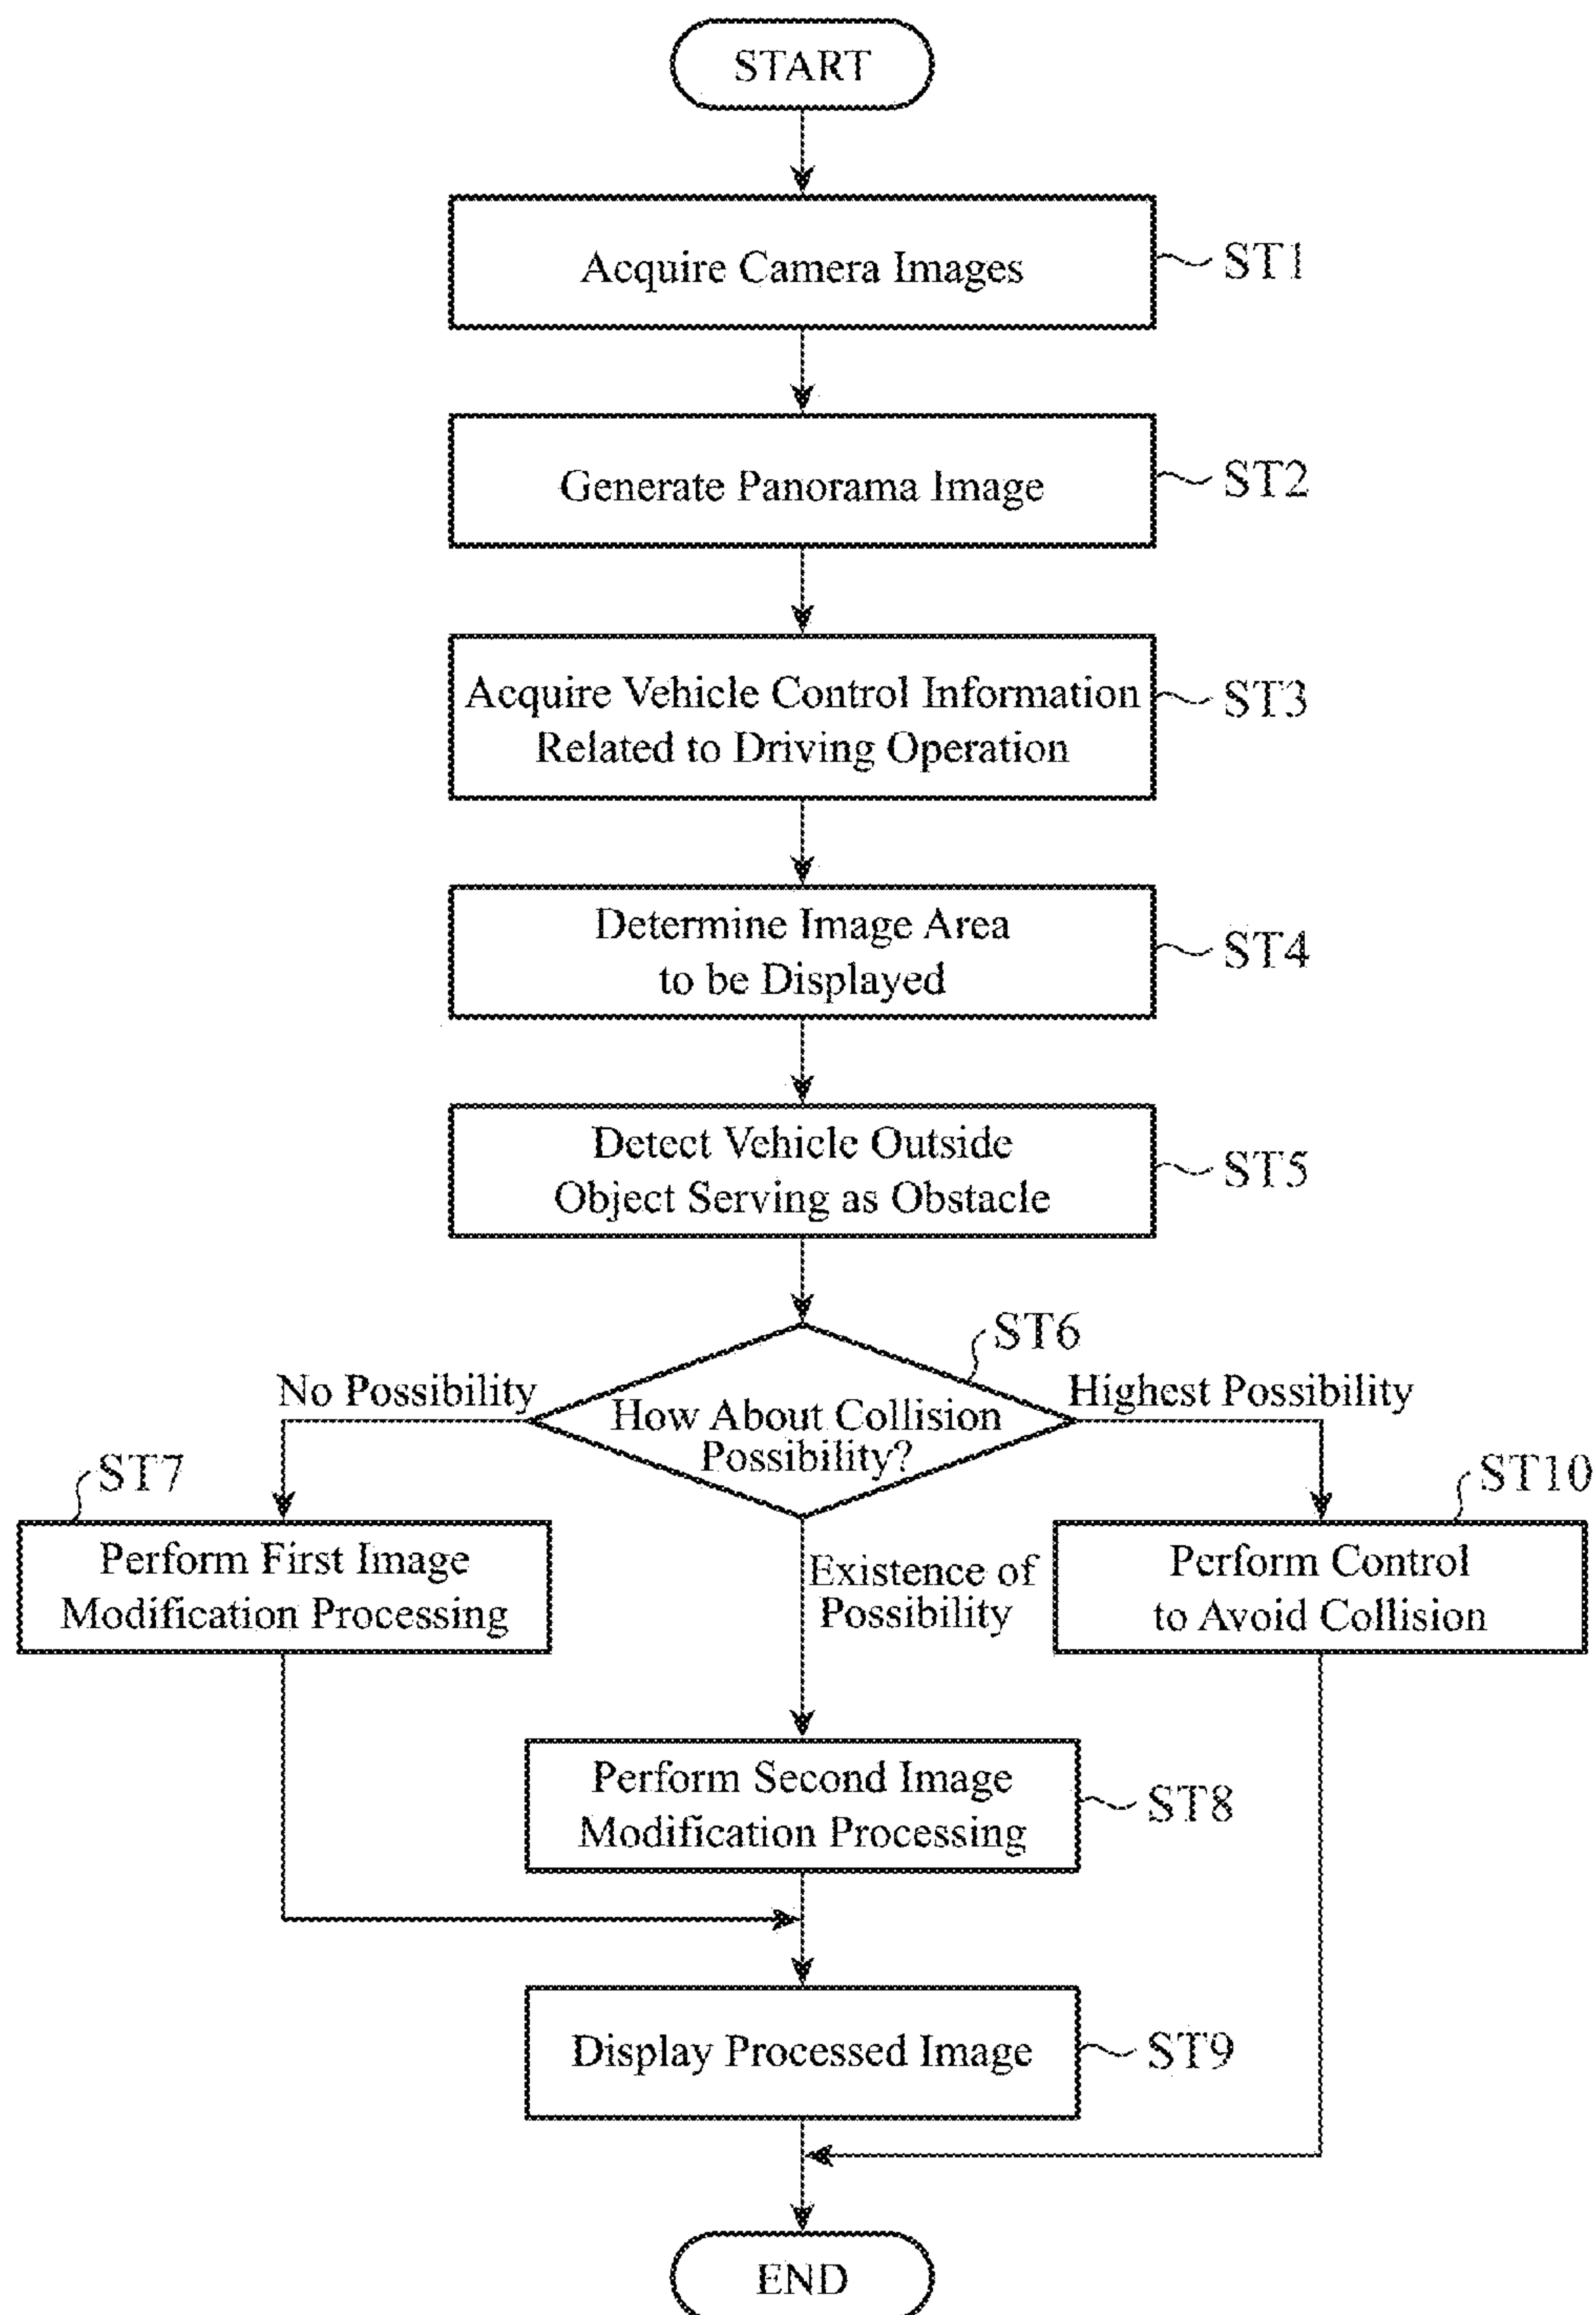 START
Acquire Camera Images
ST1
Generate Panorama Image
ST2
Acquire Vehicle Control Information
Related to Driving Operation
ST3
Determine Image Area
to be Displayed
ST4
Detect Vehicle Outside
Object Serving as Obstacle
ST5
ST6
No Possibility
How About Collision
Possibility?
Highest Possibility
ST7
Perform First Image
Modification Processing
Existence of
Possibility
ST10
Perform Control
to Avoid Collision
Perform Second Image
Modification Processing
ST8
Display Processed Image
ST9
END